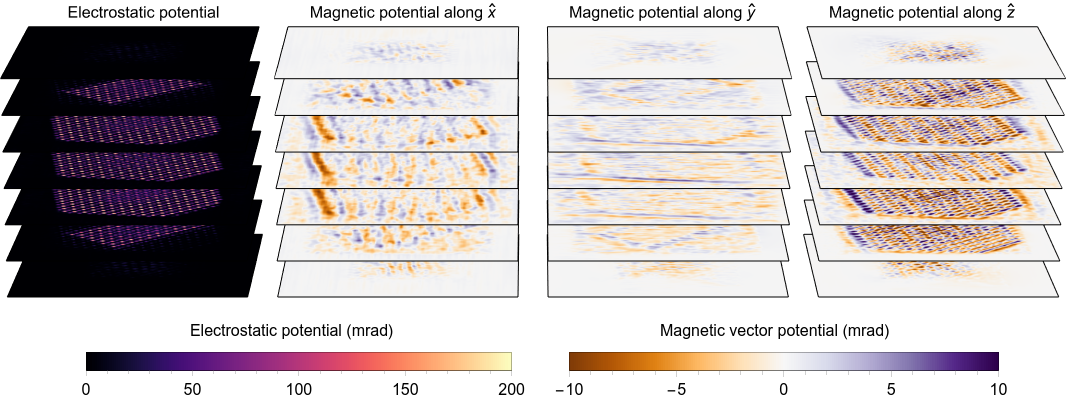 Electrostatic potential
Magnetic potential along x̂
Magnetic potential along ŷ
Magnetic potential along ẑ
Electrostatic potential (mrad)
Magnetic vector potential (mrad)
0 50 100 150 200
−10 −5 0 5 10